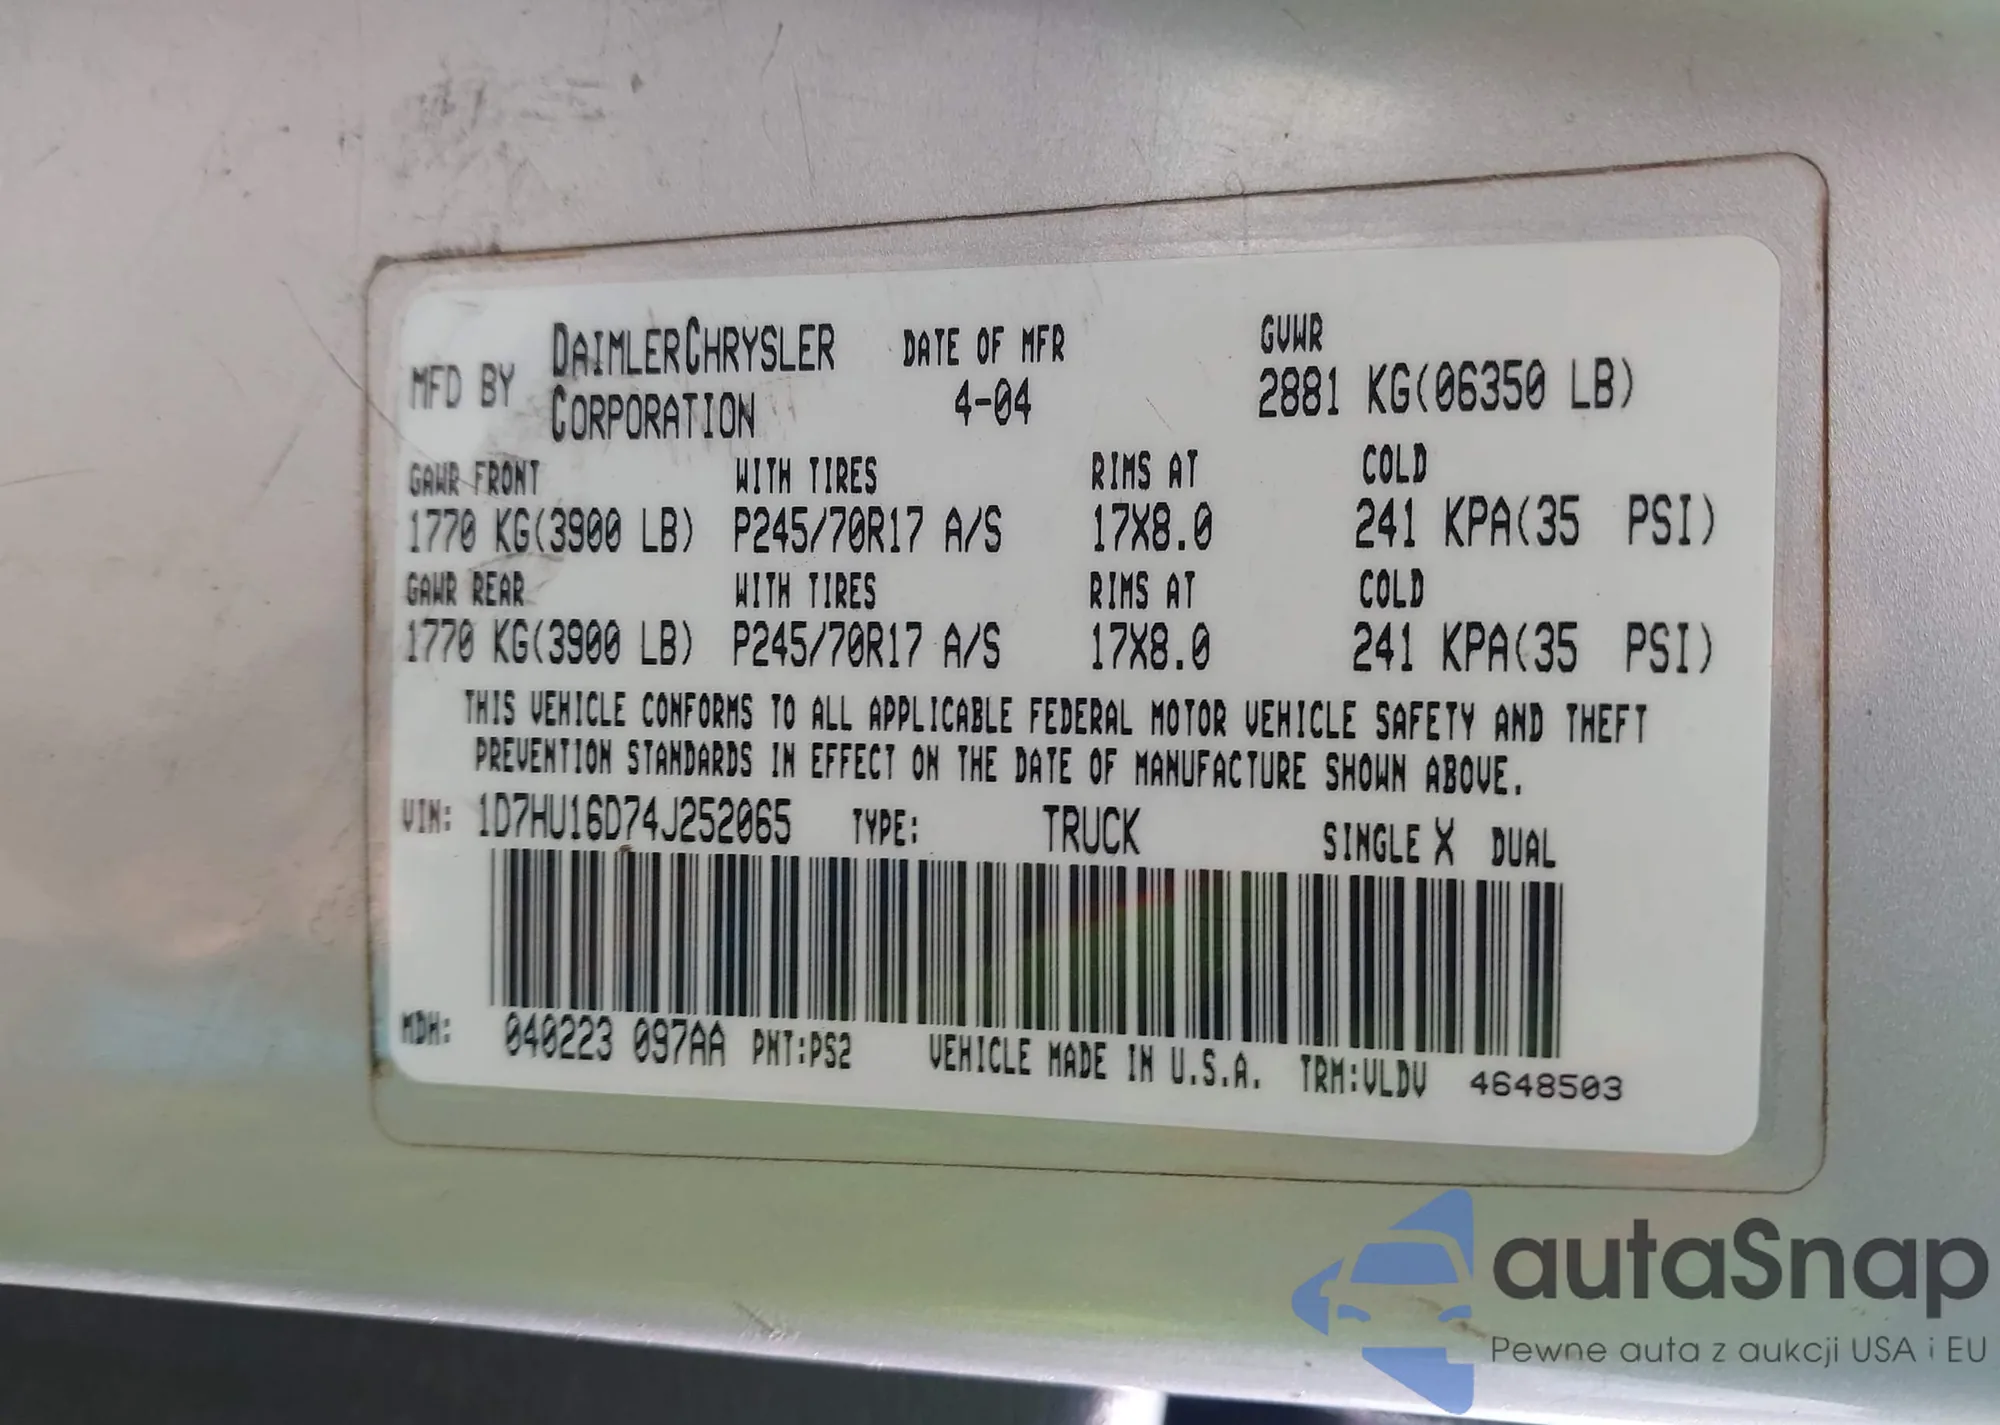 MFD BY DAIMLERCHRYSLER CORPORATION DATE OF MFR 4-04 GVWR 2881 KG(06350 LB)
GAWR FRONT WITH TIRES RIMS AT COLD
1770 KG(3900 LB) P245/70R17 A/S 17X8.0 241 KPA(35 PSI)
GAWR REAR WITH TIRES RIMS AT COLD
1770 KG(3900 LB) P245/70R17 A/S 17X8.0 241 KPA(35 PSI)
THIS VEHICLE CONFORMS TO ALL APPLICABLE FEDERAL MOTOR VEHICLE SAFETY AND THEFT
PREVENTION STANDARDS IN EFFECT ON THE DATE OF MANUFACTURE SHOWN ABOVE.
VIN: 1D7HU16D74J252065 TYPE: TRUCK SINGLE X DUAL
MDH: 040223 097AA PNT:PS2 VEHICLE MADE IN U.S.A. TRM:VLDV 4648503
autaSnap
Pewne auta z aukcji USA i EU